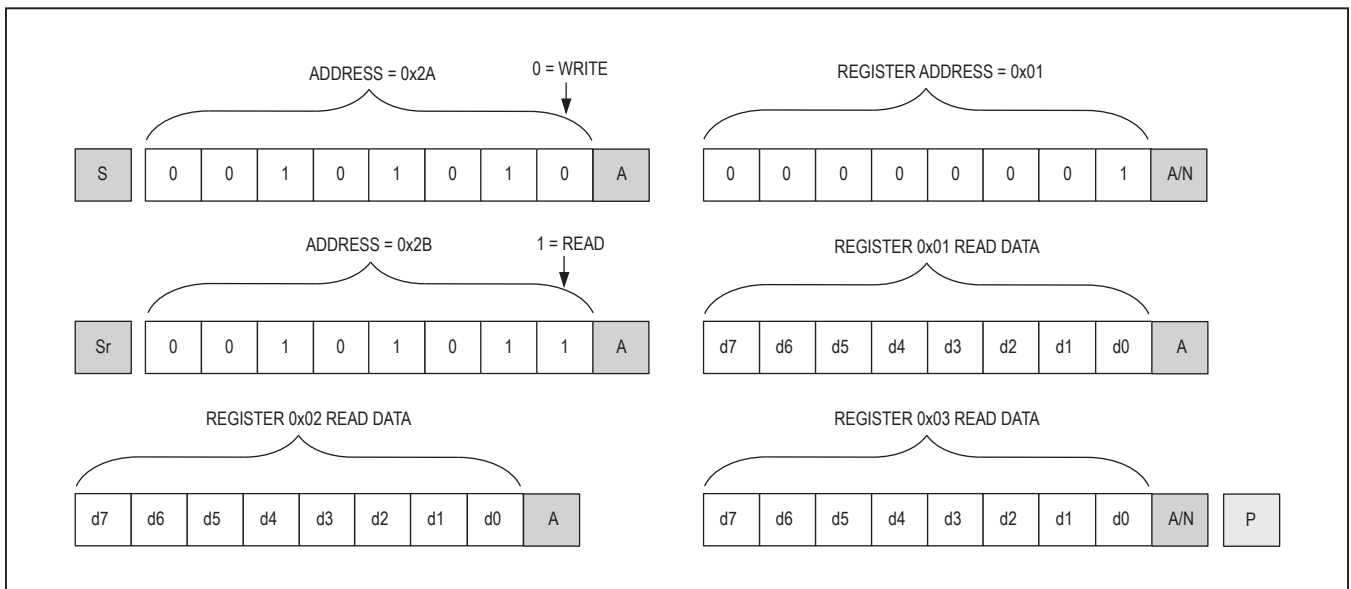 ADDRESS = 0x2A
0 = WRITE
REGISTER ADDRESS = 0x01
S 0 0 1 0 1 0 1 0 A
0 0 0 0 0 0 0 1 A/N
ADDRESS = 0x2B
1 = READ
REGISTER 0x01 READ DATA
Sr 0 0 1 0 1 0 1 1 A
d7 d6 d5 d4 d3 d2 d1 d0 A
REGISTER 0x02 READ DATA
REGISTER 0x03 READ DATA
d7 d6 d5 d4 d3 d2 d1 d0 A
d7 d6 d5 d4 d3 d2 d1 d0 A/N P